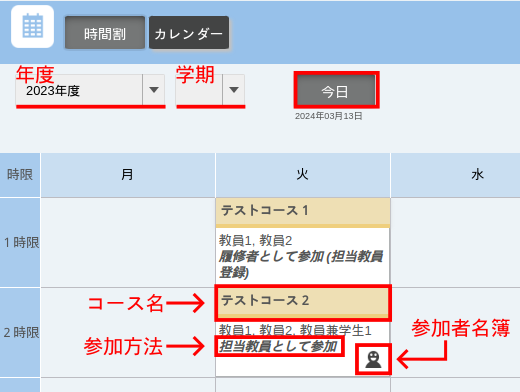 時間割
カレンダー
年度
学期
2023年度
今日
2024年03月13日
時限
月
火
水
1 時限
テストコース 1
教員1, 教員2
履修者として参加 (担当教員
登録)
2 時限
コース名
テストコース 2
教員1, 教員2, 教員兼学生1
参加方法
担当教員として参加
参加者名簿